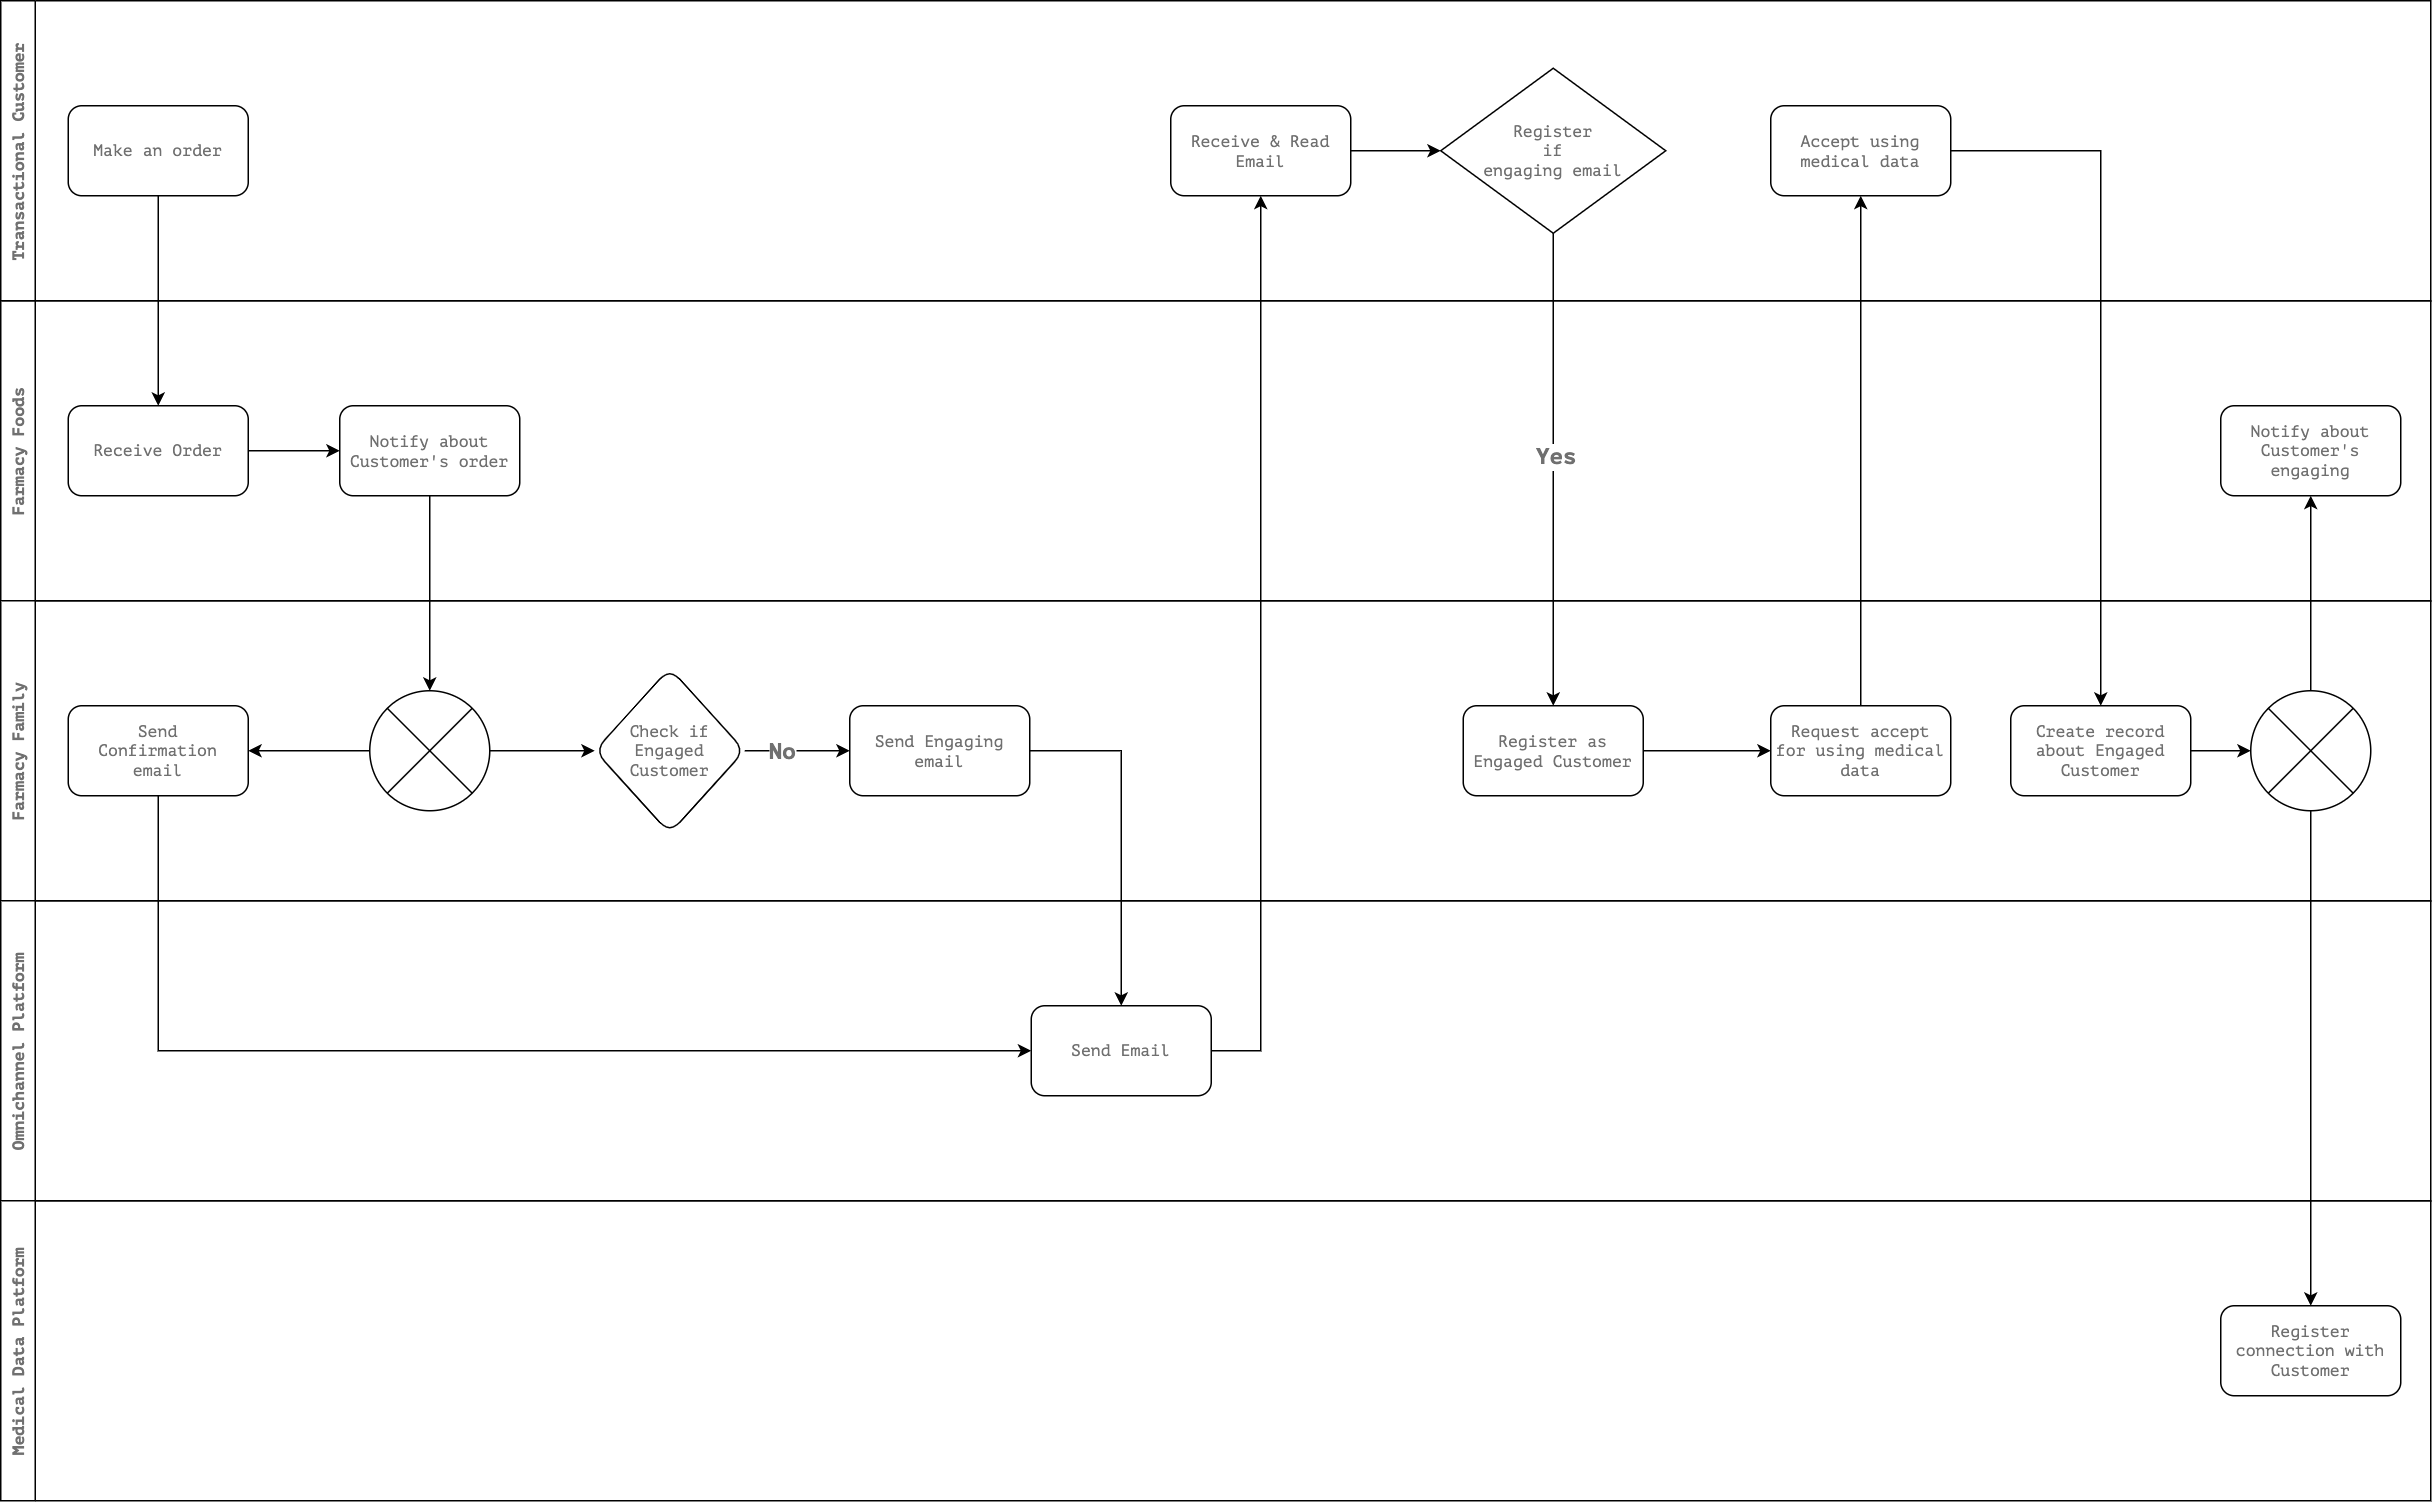 Transactional Customer
Make an order
Receive & Read
Email
Register
if
engaging email
Accept using
medical data
Farmacy Foods
Receive Order
Notify about
Customer's order
Yes
Notify about
Customer's
engaging
Farmacy Family
Send
Confirmation
email
Check if
Engaged
Customer
No
Send Engaging
email
Register as
Engaged Customer
Request accept
for using medical
data
Create record
about Engaged
Customer
Omnichannel Platform
Send Email
Medical Data Platform
Register
connection with
Customer